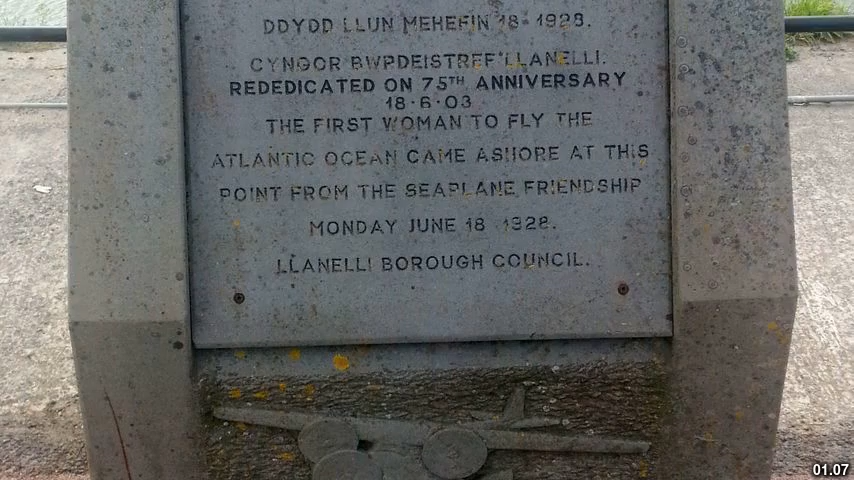 DDYDD LLUN MEHEFIN 18 - 1928.
CYNGOR BWRDEISTREF LLANELLI.
REDEDICATED ON 75TH ANNIVERSARY
18·6·03
THE FIRST WOMAN TO FLY THE
ATLANTIC OCEAN CAME ASHORE AT THIS
POINT FROM THE SEAPLANE FRIENDSHIP
MONDAY JUNE 18 1928.
LLANELLI BOROUGH COUNCIL.
01.07